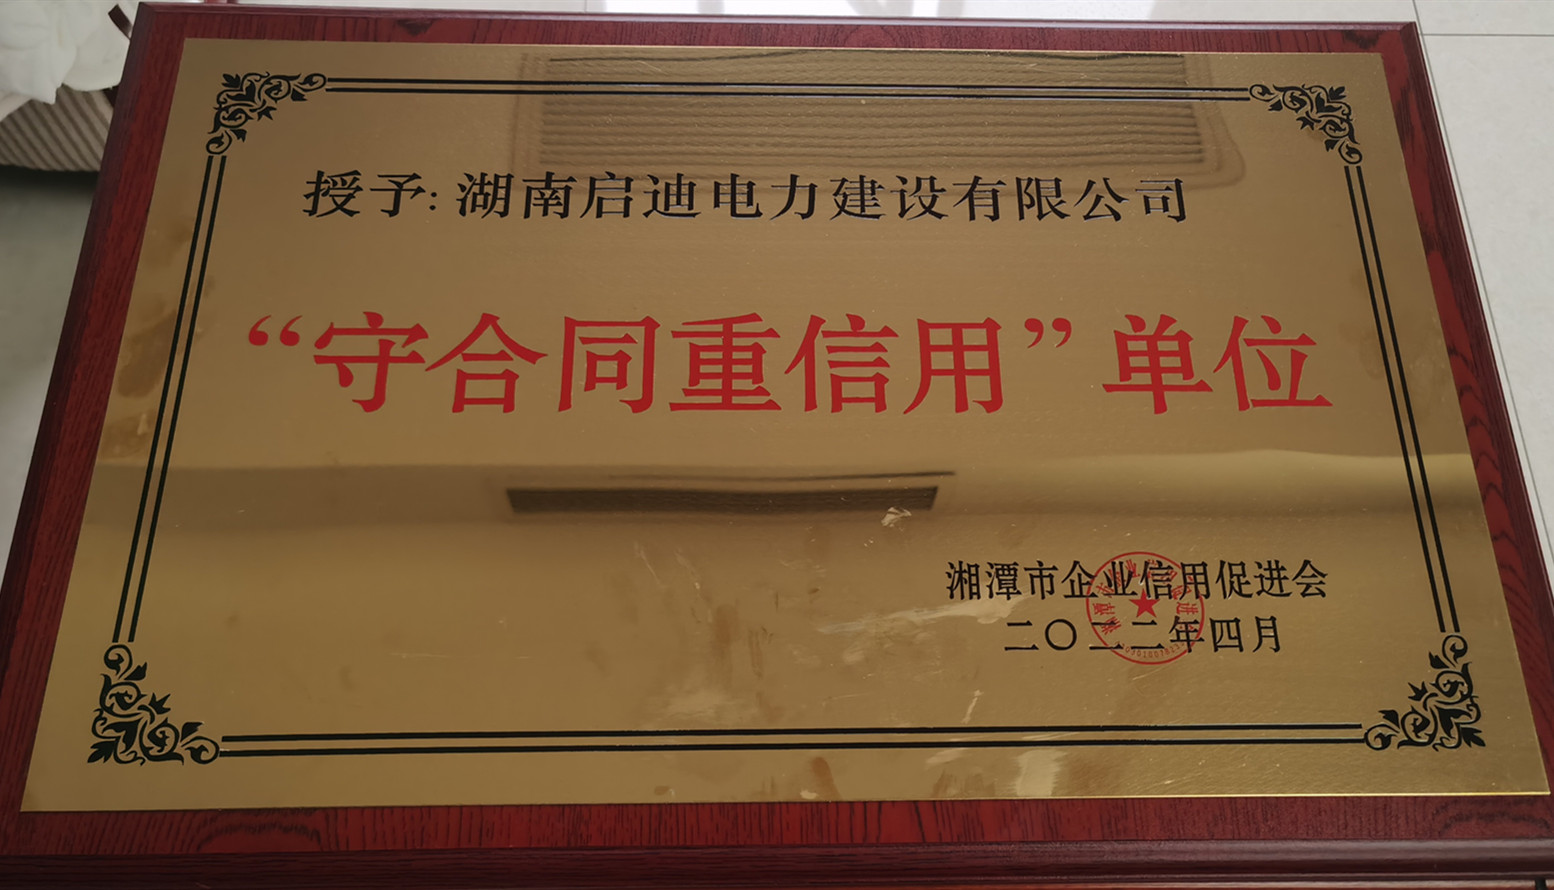 授予: 湖南启迪电力建设有限公司
“守合同重信用”单位
湘潭市企业信用促进会
二〇二二年四月